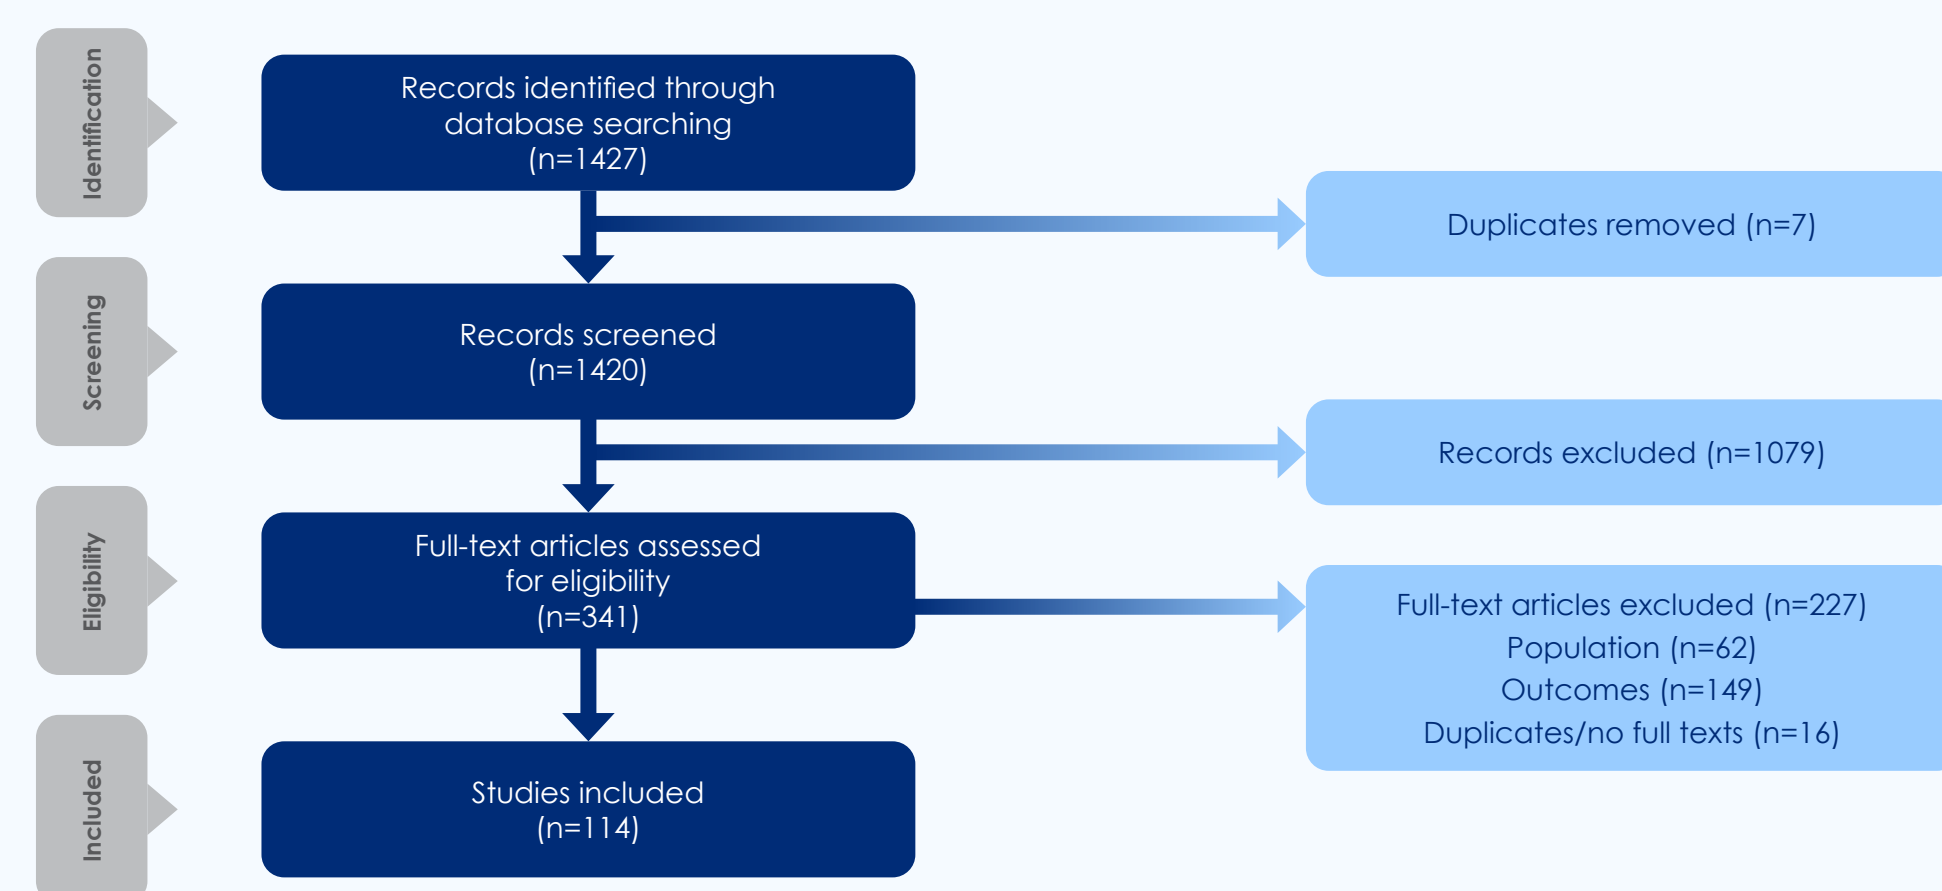 Identification
Records identified through
database searching
(n=1427)
Duplicates removed (n=7)
Screening
Records screened
(n=1420)
Records excluded (n=1079)
Eligibility
Full-text articles assessed
for eligibility
(n=341)
Full-text articles excluded (n=227)
Population (n=62)
Outcomes (n=149)
Duplicates/no full texts (n=16)
Included
Studies included
(n=114)